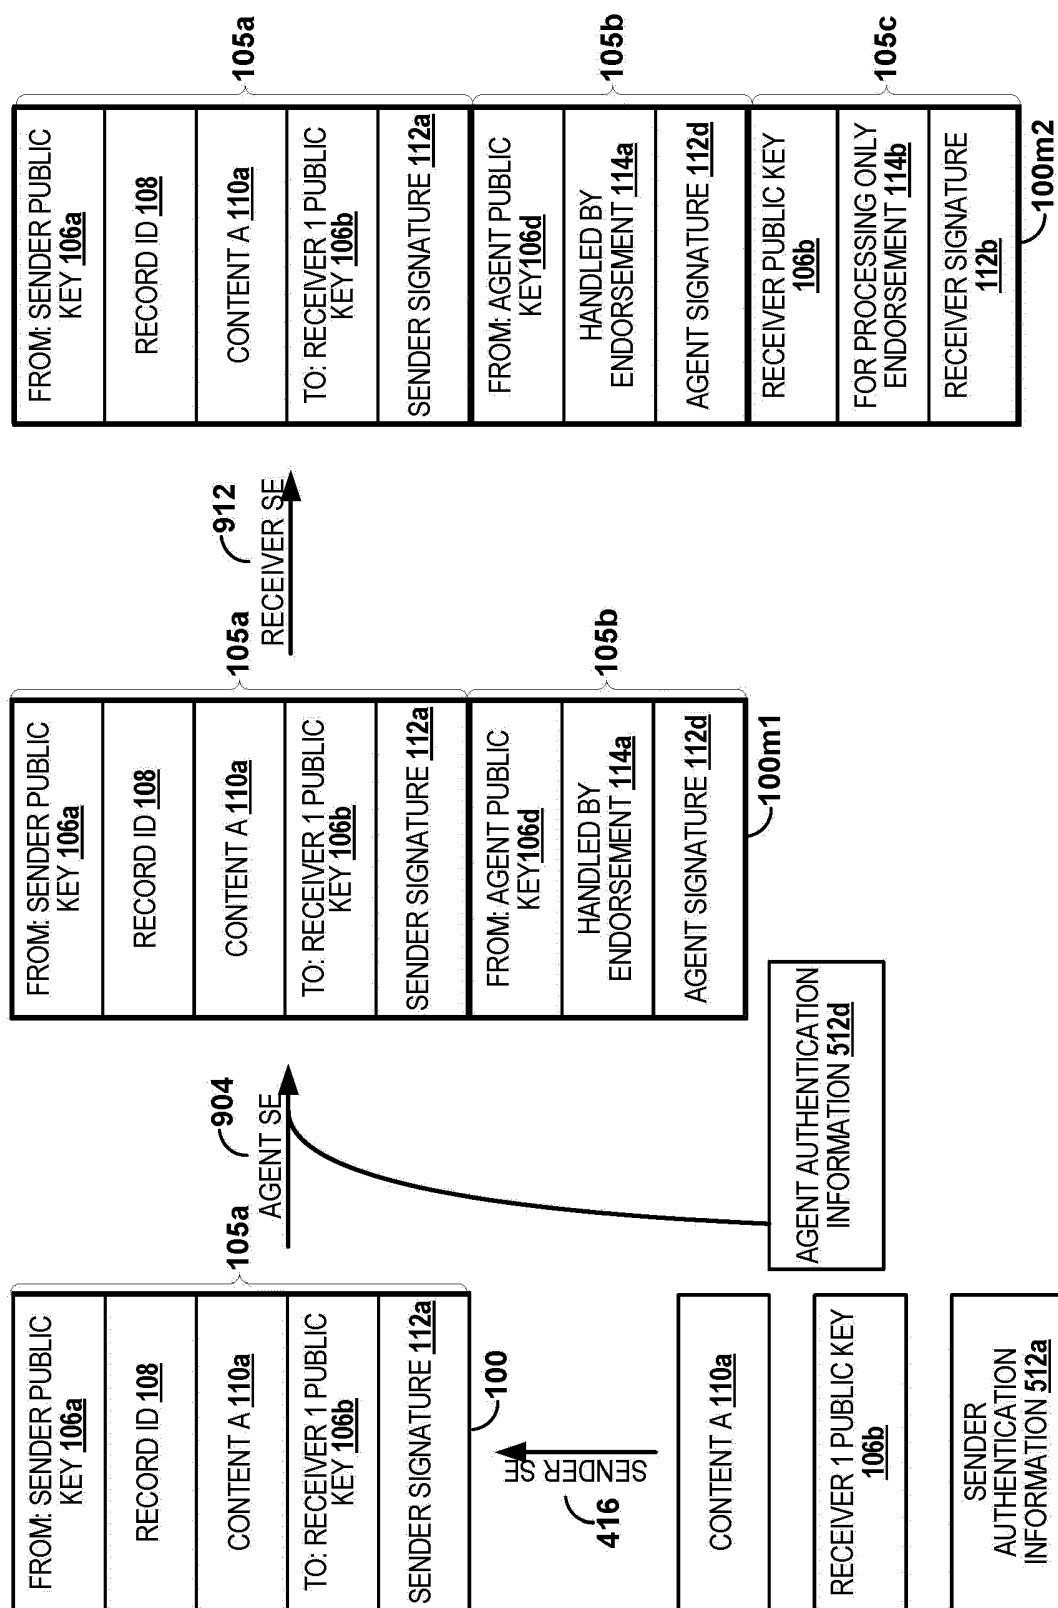 FROM: SENDER PUBLIC
KEY 106a
RECORD ID 108
CONTENT A 110a
TO: RECEIVER 1 PUBLIC
KEY 106b
SENDER SIGNATURE 112a
105a
100
416
SENDER SE
CONTENT A 110a
RECEIVER 1 PUBLIC KEY
106b
SENDER
AUTHENTICATION
INFORMATION 512a
904
AGENT SE
AGENT AUTHENTICATION
INFORMATION 512d
FROM: SENDER PUBLIC
KEY 106a
RECORD ID 108
CONTENT A 110a
TO: RECEIVER 1 PUBLIC
KEY 106b
SENDER SIGNATURE 112a
105a
FROM: AGENT PUBLIC
KEY106d
HANDLED BY
ENDORSEMENT 114a
AGENT SIGNATURE 112d
105b
100m1
912
RECEIVER SE
FROM: SENDER PUBLIC
KEY 106a
RECORD ID 108
CONTENT A 110a
TO: RECEIVER 1 PUBLIC
KEY 106b
SENDER SIGNATURE 112a
105a
FROM: AGENT PUBLIC
KEY106d
HANDLED BY
ENDORSEMENT 114a
AGENT SIGNATURE 112d
105b
RECEIVER PUBLIC KEY
106b
FOR PROCESSING ONLY
ENDORSEMENT 114b
RECEIVER SIGNATURE
112b
105c
100m2